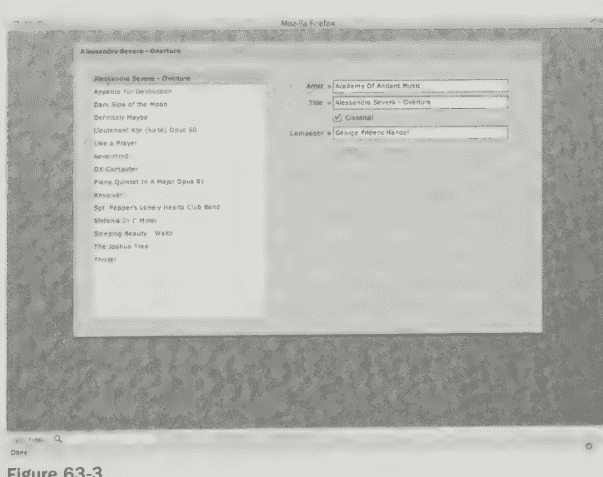 Mozilla Firefox
Alessandro Severo - Overture
Alessandro Severo - Overture
Appetite For Destruction
Dark Side of the Moon
Definitely Maybe
Lieutenant Kije (Suite) Opus 60
Like a Prayer
Nevermind
OK Computer
Piano Quintet In A Major Opus 81
Revolver
Sgt. Pepper's Lonely Hearts Club Band
Sinfonia In C Minor
Sleeping Beauty - Waltz
The Joshua Tree
Thriller
Artist Academy Of Ancient Music
Title Alessandro Severo - Overture
Classical
Composer George Frideric Handel
Done
Figure 63-3